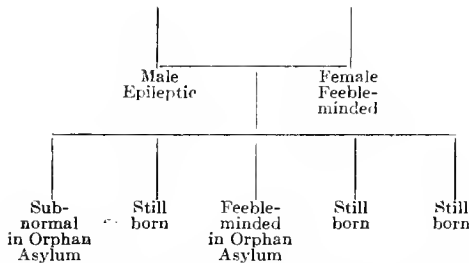 Male
Epileptic
Female
Feeble-
minded
Sub-
normal
in Orphan
Asylum
Still
born
Feeble-
minded
in Orphan
Asylum
Still
born
Still
born